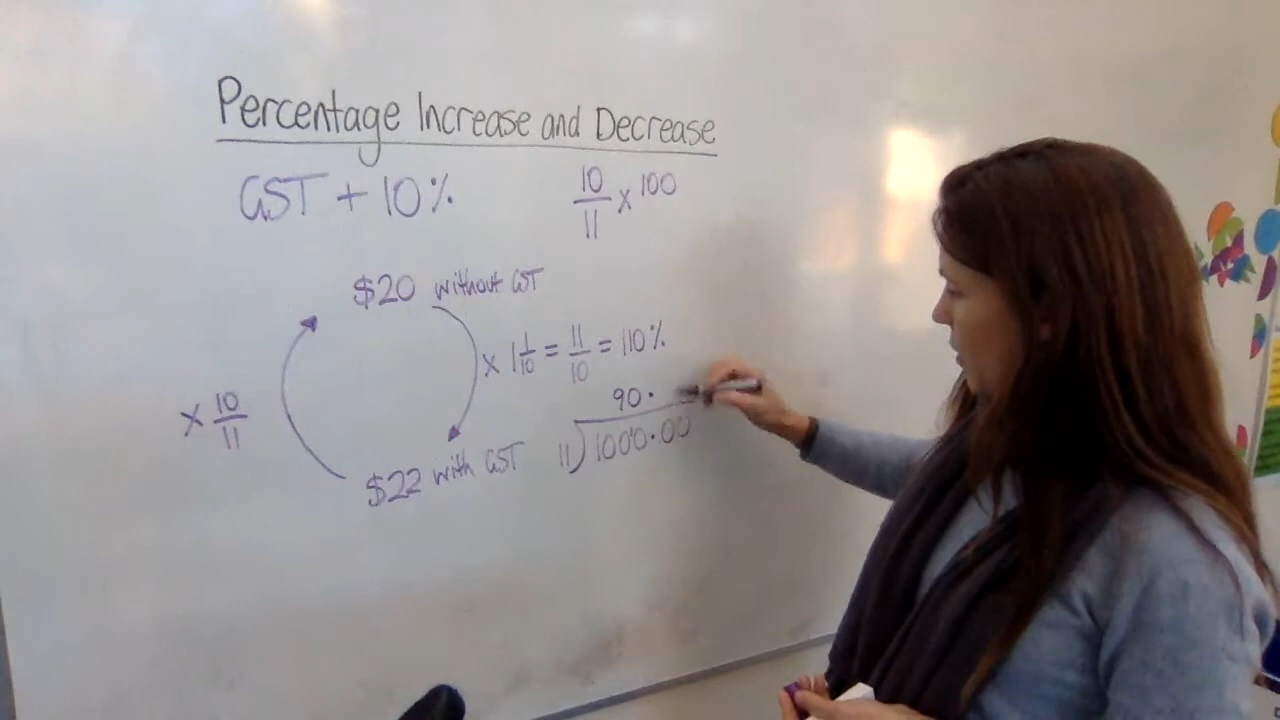 Percentage Increase and Decrease
GST + 10%
10/11 × 100
$20 without GST
× 1 1/10 = 11/10 = 110%
× 10/11
90.
11)1000.00
$22 with GST